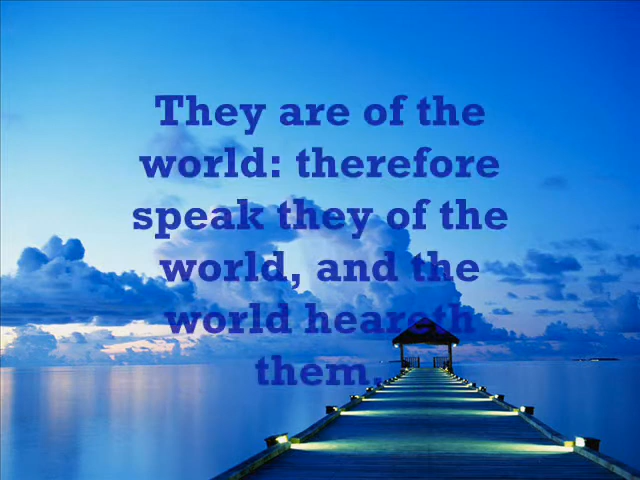 They are of the
world: therefore
speak they of the
world, and the
world heareth
them.